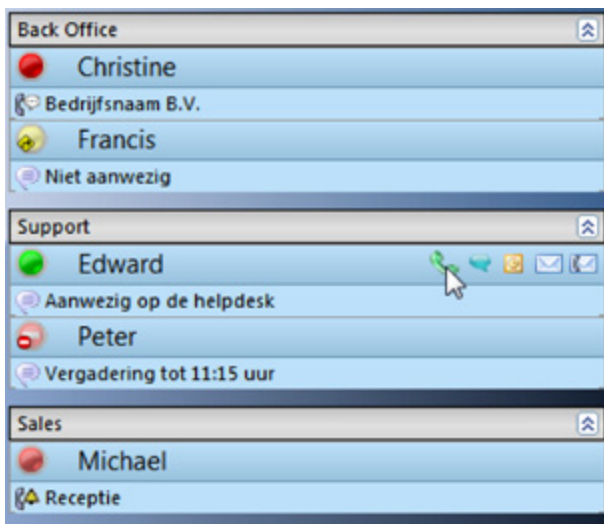 Back Office
Christine
Bedrijfsnaam B.V.
Francis
Niet aanwezig
Support
Edward
Aanwezig op de helpdesk
Peter
Vergadering tot 11:15 uur
Sales
Michael
Receptie